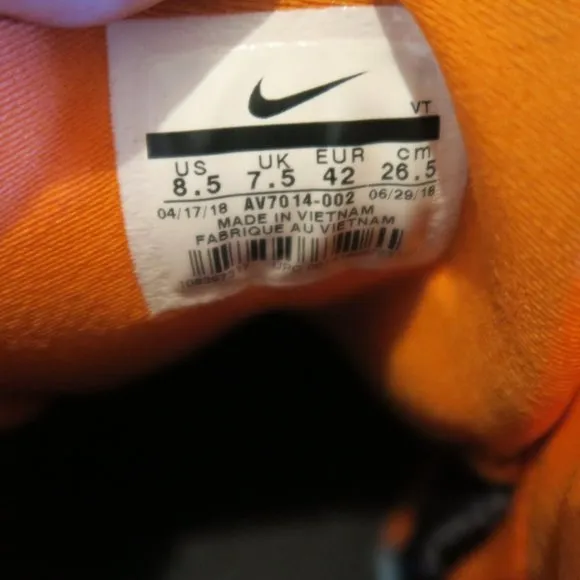 VT
US UK EUR cm
8.5 7.5 42 26.5
04/17/18 AV7014-002 06/29/18
MADE IN VIETNAM
FABRIQUE AU VIETNAM